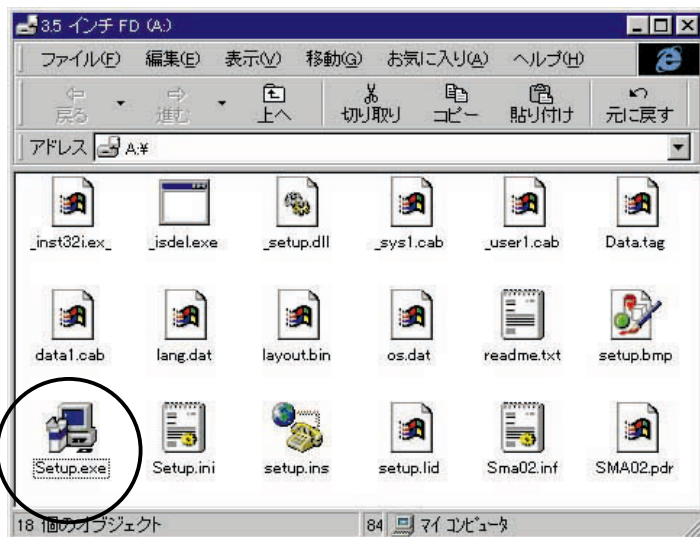 3.5 インチ FD (A:)
ファイル(F) 編集(E) 表示(V) 移動(G) お気に入り(A) ヘルプ(H)
戻る 進む 上へ 切り取り コピー 貼り付け 元に戻す
アドレス A:¥
_inst32i.ex_ _isdel.exe _setup.dll _sys1.cab _user1.cab Data.tag
data1.cab lang.dat layout.bin os.dat readme.txt setup.bmp
Setup.exe Setup.ini setup.ins setup.lid Sma02.inf SMA02.pdr
18 個のオブジェクト 84 マイ コンピュータ